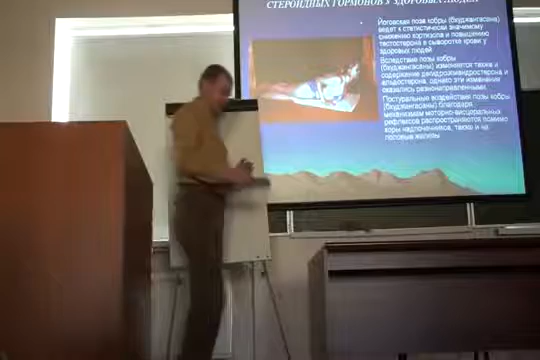 СТЕРОИДНЫХ ГОРМОНОВ У ЗДОРОВЫХ ЛЮДЕЙ
Йоговская поза кобры (бхуджангасана)
ведет к статистически значимому
снижению кортизола и повышению
тестостерона в сыворотке крови у
здоровых людей
Вследствие позы кобры
(бхуджангасаны) изменяется также и
содержание дегидроэпиандростерона и
альдостерона, однако эти изменения
оказались разнонаправленными.
Постуральные воздействия позы кобры
(бхуджангасаны) благодаря
механизмам моторно-висцеральных
рефлексов распространяются помимо
коры надпочечников, также и на
половые железы